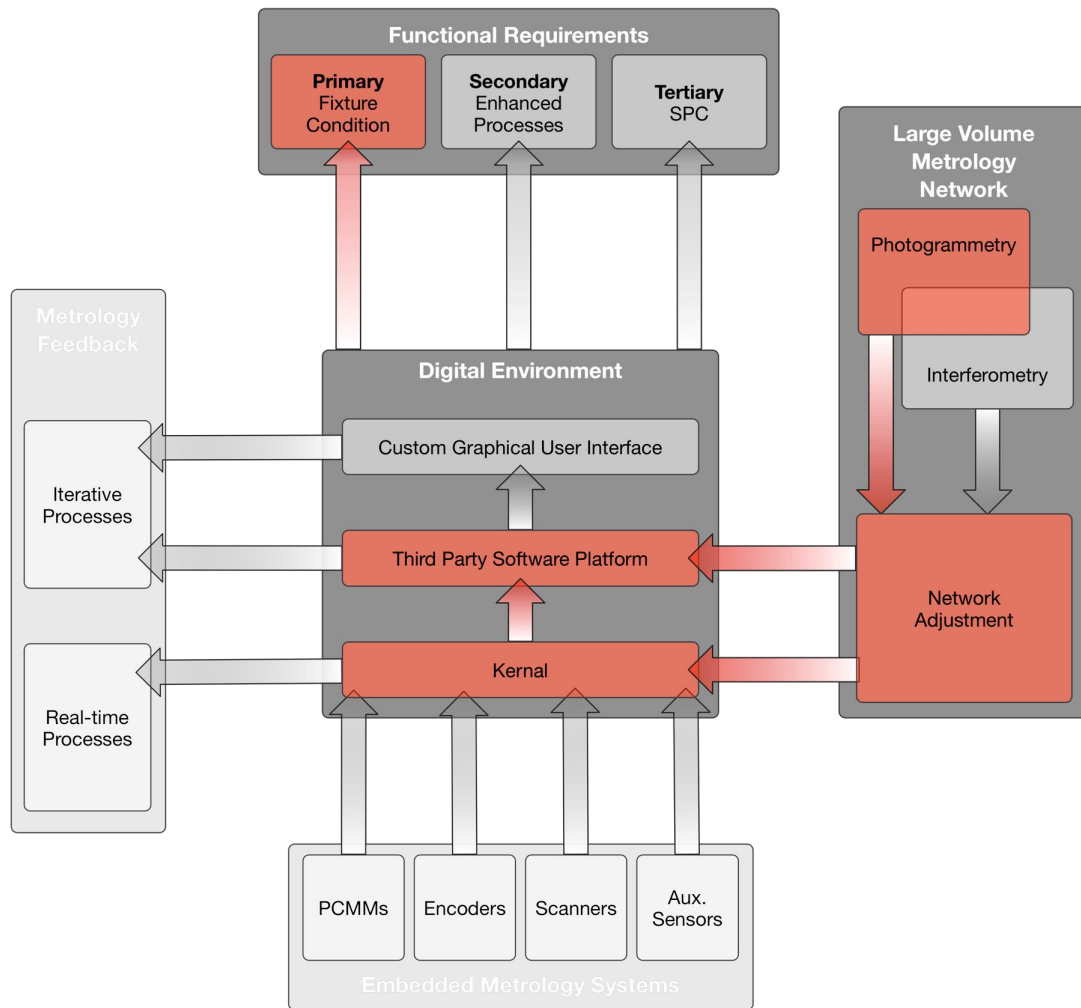 Functional Requirements
Primary
Fixture
Condition
Secondary
Enhanced
Processes
Tertiary
SPC
Large Volume
Metrology
Network
Photogrammetry
Interferometry
Network
Adjustment
Metrology
Feedback
Iterative
Processes
Real-time
Processes
Digital Environment
Custom Graphical User Interface
Third Party Software Platform
Kernal
PCMMs
Encoders
Scanners
Aux.
Sensors
Embedded Metrology Systems